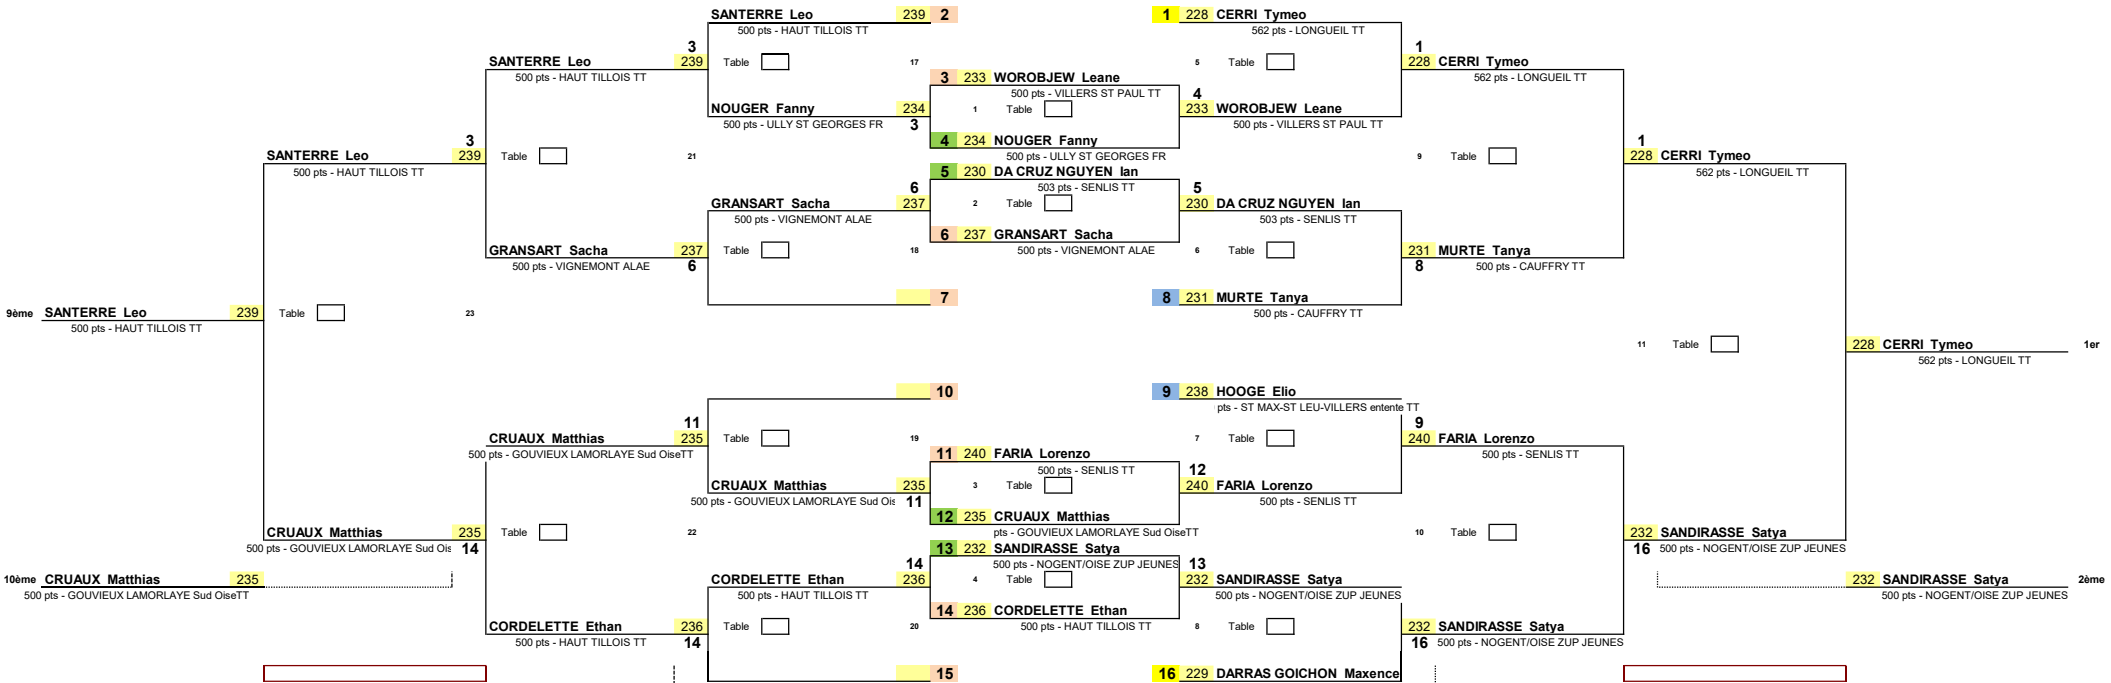 SANTERRE Leo 239 2 1 228 CERRI Tymeo
500 pts - HAUT TILLOIS TT 562 pts - LONGUEIL TT
3 1
SANTERRE Leo 239 Table 17 5 Table 228 CERRI Tymeo
500 pts - HAUT TILLOIS TT 3 233 WOROBJEW Leane 562 pts - LONGUEIL TT
500 pts - VILLERS ST PAUL TT 4
NOUGER Fanny 234 1 Table 233 WOROBJEW Leane
500 pts - ULLY ST GEORGES FR 3 500 pts - VILLERS ST PAUL TT
3 4 234 NOUGER Fanny 1
SANTERRE Leo 239 Table 21 500 pts - ULLY ST GEORGES FR 9 Table 228 CERRI Tymeo
500 pts - HAUT TILLOIS TT 5 230 DA CRUZ NGUYEN Ian 562 pts - LONGUEIL TT
6 503 pts - SENLIS TT 5
GRANSART Sacha 237 2 Table 230 DA CRUZ NGUYEN Ian
500 pts - VIGNEMONT ALAE 503 pts - SENLIS TT
6 237 GRANSART Sacha
GRANSART Sacha 237 Table 18 500 pts - VIGNEMONT ALAE 6 Table 231 MURTE Tanya
500 pts - VIGNEMONT ALAE 6 8 500 pts - CAUFFRY TT
7 8 231 MURTE Tanya
9ème SANTERRE Leo 239 Table 23 500 pts - CAUFFRY TT
500 pts - HAUT TILLOIS TT
11 Table 228 CERRI Tymeo 1er
562 pts - LONGUEIL TT
10 9 238 HOOGE Elio
pts - ST MAX-ST LEU-VILLERS entente TT
11 9
CRUAUX Matthias 235 Table 19 7 Table 240 FARIA Lorenzo
500 pts - GOUVIEUX LAMORLAYE Sud OiseTT 11 240 FARIA Lorenzo 500 pts - SENLIS TT
500 pts - SENLIS TT 12
CRUAUX Matthias 235 3 Table 240 FARIA Lorenzo
500 pts - GOUVIEUX LAMORLAYE Sud Ois 11 500 pts - SENLIS TT
12 235 CRUAUX Matthias
CRUAUX Matthias 235 Table 22 pts - GOUVIEUX LAMORLAYE Sud OiseTT 10 Table 232 SANDIRASSE Satya
500 pts - GOUVIEUX LAMORLAYE Sud Ois 14 13 232 SANDIRASSE Satya 16 500 pts - NOGENT/OISE ZUP JEUNES
14 500 pts - NOGENT/OISE ZUP JEUNES 13
10ème CRUAUX Matthias 235 CORDELETTE Ethan 236 4 Table 232 SANDIRASSE Satya 232 SANDIRASSE Satya 2ème
500 pts - GOUVIEUX LAMORLAYE Sud OiseTT 500 pts - HAUT TILLOIS TT 500 pts - NOGENT/OISE ZUP JEUNES 500 pts - NOGENT/OISE ZUP JEUNES
14 236 CORDELETTE Ethan
CORDELETTE Ethan 236 Table 20 500 pts - HAUT TILLOIS TT 8 Table 232 SANDIRASSE Satya
500 pts - HAUT TILLOIS TT 14 16 500 pts - NOGENT/OISE ZUP JEUNES
15 16 229 DARRAS GOICHON Maxence